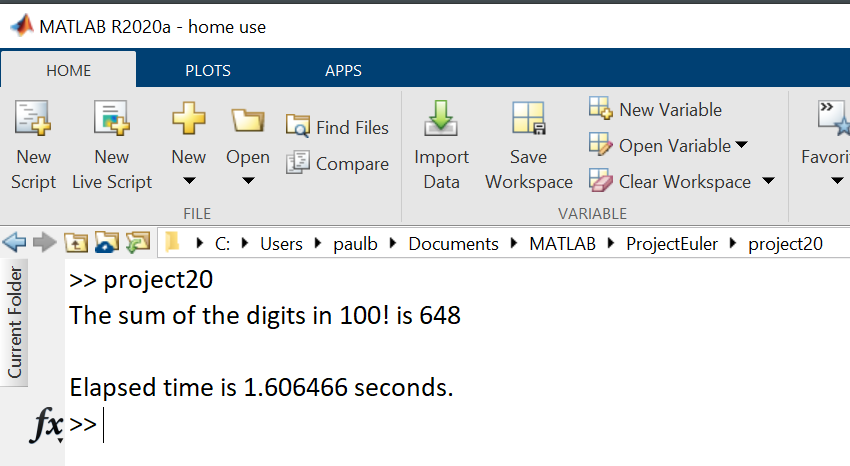 MATLAB R2020a - home use
HOME PLOTS APPS
New Script
New Live Script
New
Open
Find Files
Compare
FILE
Import Data
Save Workspace
New Variable
Open Variable
Clear Workspace
VARIABLE
Favori
C: Users paulb Documents MATLAB ProjectEuler project20
Current Folder
>> project20
The sum of the digits in 100! is 648
Elapsed time is 1.606466 seconds.
fx >>